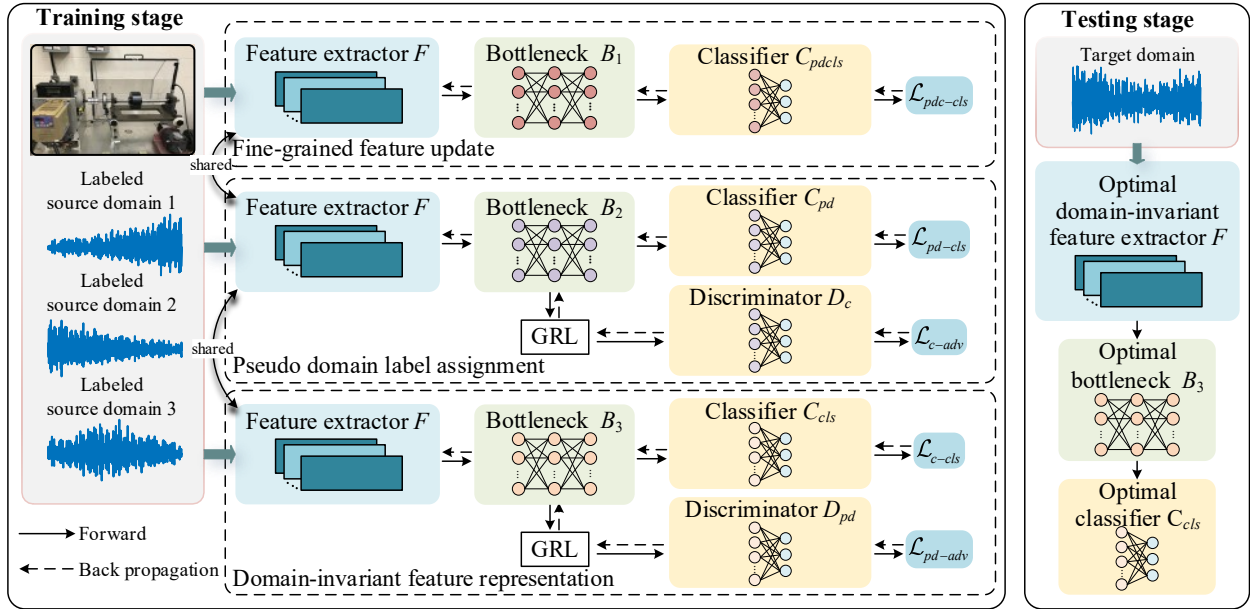 Training stage
Feature extractor F
Bottleneck B1
Classifier Cpdcls
ℒpdc-cls
Fine-grained feature update
shared
Labeled
source domain 1
Labeled
source domain 2
Labeled
source domain 3
Feature extractor F
Bottleneck B2
Classifier Cpd
ℒpd-cls
GRL
Discriminator Dc
ℒc-adv
Pseudo domain label assignment
shared
Feature extractor F
Bottleneck B3
Classifier Ccls
ℒc-cls
GRL
Discriminator Dpd
ℒpd-adv
Domain-invariant feature representation
Forward
Back propagation
Testing stage
Target domain
Optimal
domain-invariant
feature extractor F
Optimal
bottleneck B3
Optimal
classifier Ccls